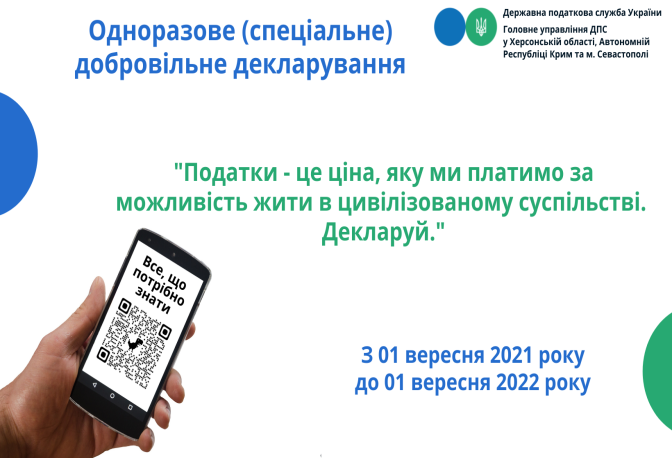 Одноразове (спеціальне)
добровільне декларування
Державна податкова служба України
Головне управління ДПС
у Херсонській області, Автономній
Республіці Крим та м. Севастополі
"Податки - це ціна, яку ми платимо за
можливість жити в цивілізованому суспільстві.
Декларуй."
Все, що
потрібно
знати
З 01 вересня 2021 року
до 01 вересня 2022 року